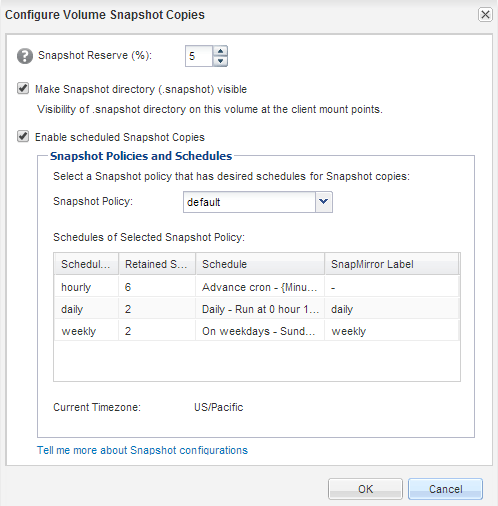 Configure Volume Snapshot Copies
Snapshot Reserve (%): 5
Make Snapshot directory (.snapshot) visible
Visibility of .snapshot directory on this volume at the client mount points.
Enable scheduled Snapshot Copies
Snapshot Policies and Schedules
Select a Snapshot policy that has desired schedules for Snapshot copies:
Snapshot Policy: default
Schedules of Selected Snapshot Policy:
Schedul... Retained S... Schedule SnapMirror Label
hourly 6 Advance cron - {Minu... -
daily 2 Daily - Run at 0 hour 1... daily
weekly 2 On weekdays - Sund... weekly
Current Timezone: US/Pacific
Tell me more about Snapshot configurations
OK Cancel